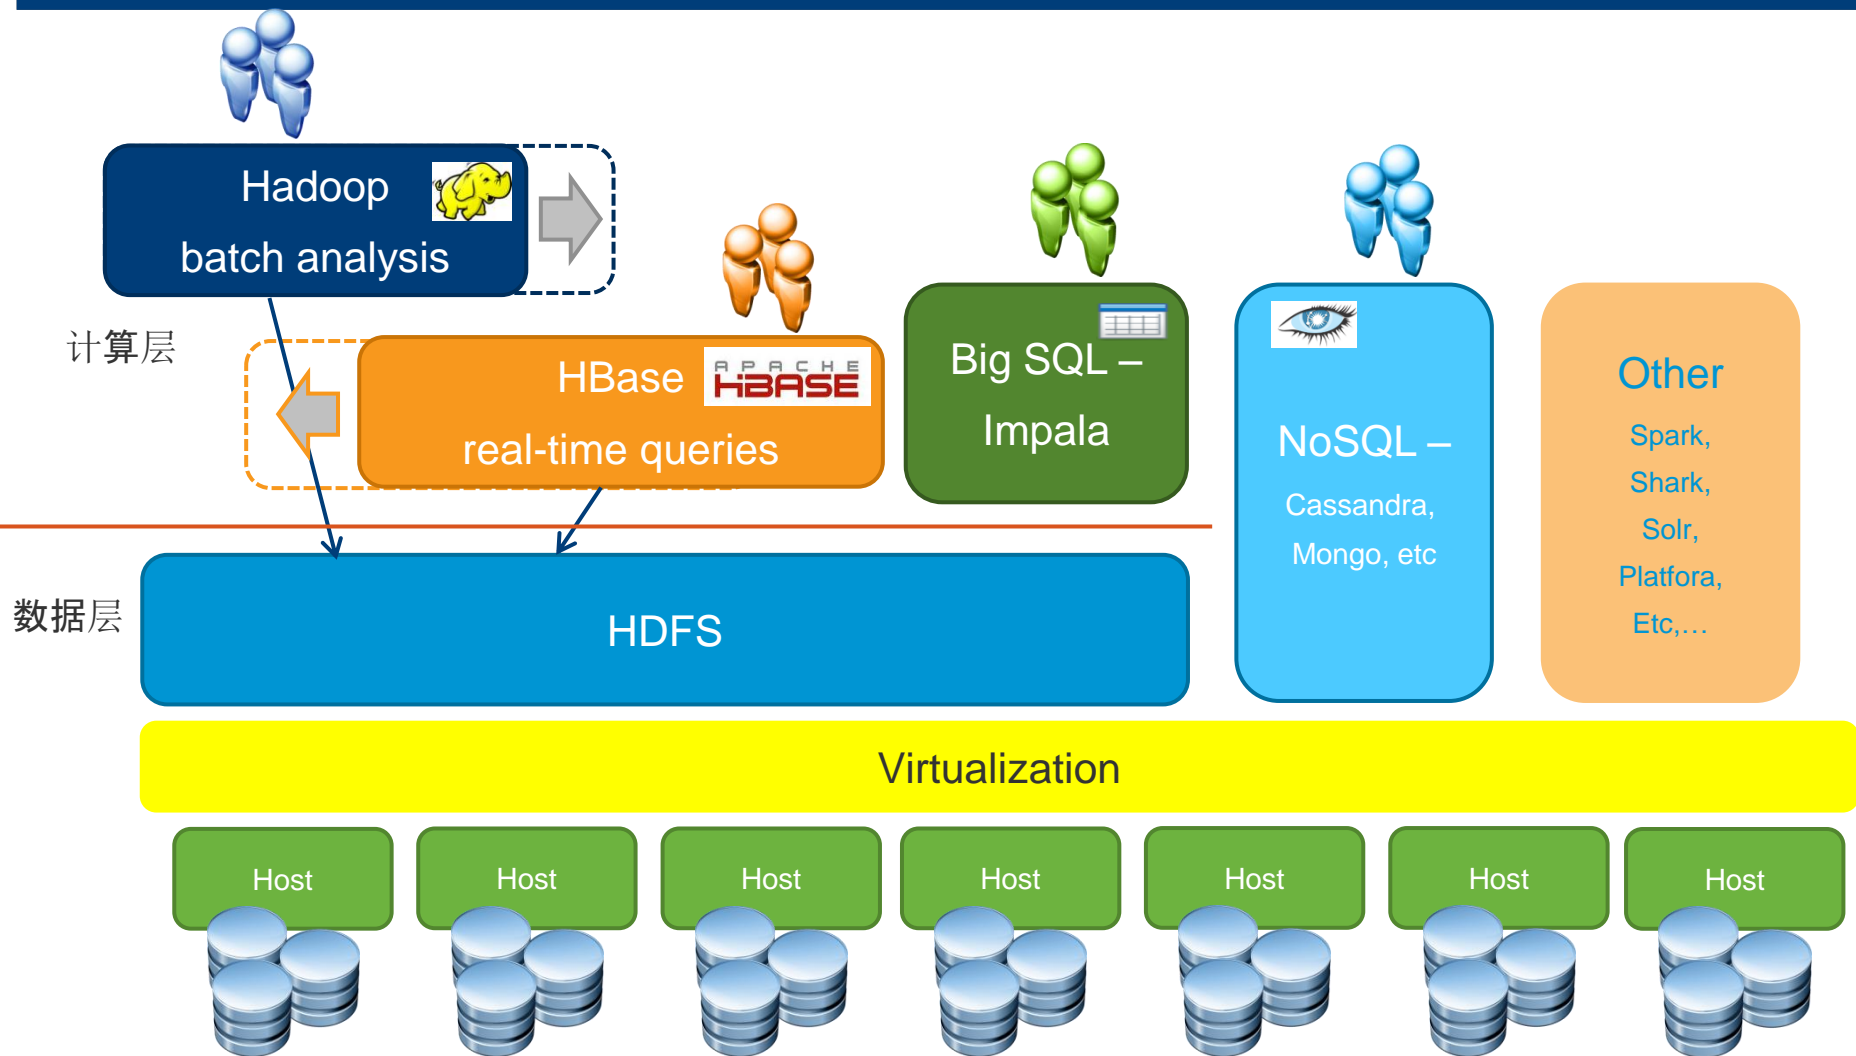 Hadoop
batch analysis
计算层
HBase
APACHE
HBASE
real-time queries
Big SQL –
Impala
NoSQL –
Cassandra,
Mongo, etc
Other
Spark,
Shark,
Solr,
Platfora,
Etc,…
数据层
HDFS
Virtualization
Host
Host
Host
Host
Host
Host
Host